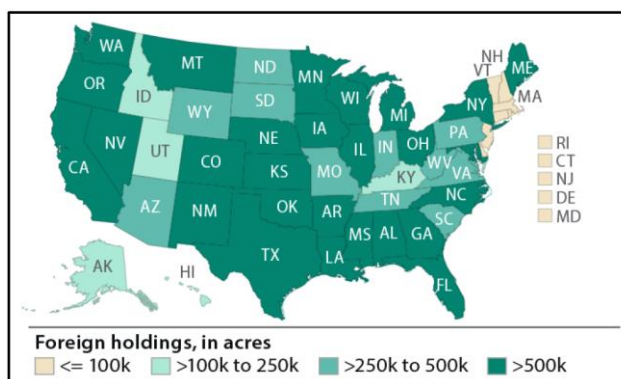 WA
MT
ND
MN
NH
VT
ME
OR
ID
WY
SD
WI
MI
NY
MA
NV
UT
CO
NE
IA
IL
IN
OH
PA
RI
CT
NJ
DE
MD
CA
KS
MO
KY
WV
VA
AZ
NM
OK
AR
TN
NC
SC
TX
LA
MS
AL
GA
FL
AK
HI
Foreign holdings, in acres
<= 100k >100k to 250k >250k to 500k >500k